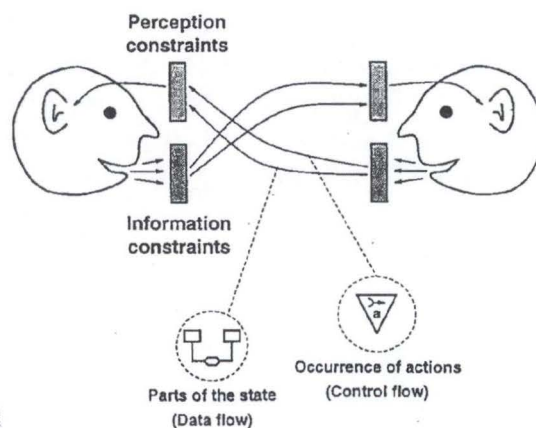 Perception
constraints
Information
constraints
a
Occurrence of actions
(Control flow)
Parts of the state
(Data flow)